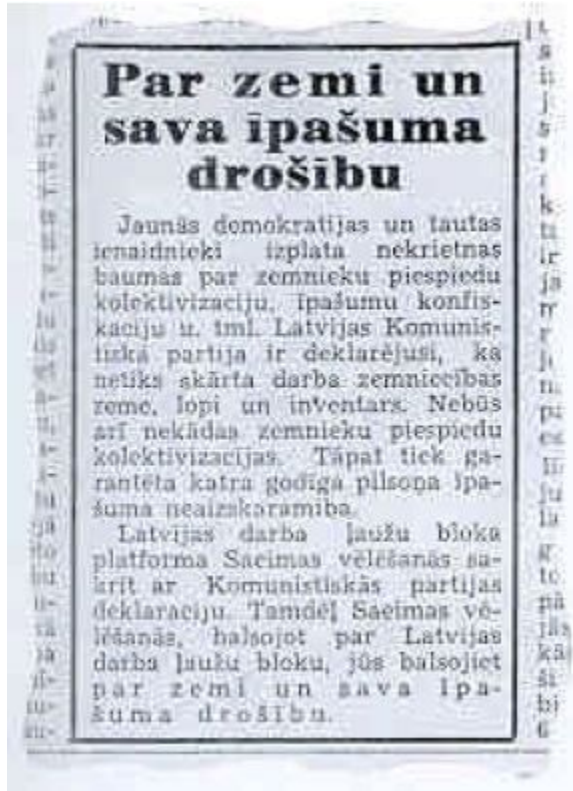 Par zemi un
sava īpašuma
drošību
Jaunās demokratijas un tautas
ienaidnieki izplata nekrietnas
baumas par zemnieku piespiedu
kolektivizaciju, īpašumu konfis-
kaciju u. tml. Latvijas Komunis-
tiskā partija ir deklarējusi, ka
netiks skārta darba zemniecības
zeme, lopi un inventars. Nebūs
arī nekādas zemnieku piespiedu
kolektivizacijas. Tāpat tiek ga-
rantēta katra godīga pilsoņa īpa-
šuma neaizskaramība.
Latvijas darba ļaužu bloka
platforma Saeimas vēlēšanās sa-
krīt ar Komunistiskās partijas
deklaraciju. Tamdēļ Saeimas vē-
lēšanās, balsojot par Latvijas
darba ļaužu bloku, jūs balsojiet
par zemi un sava īpa-
šuma drošību.